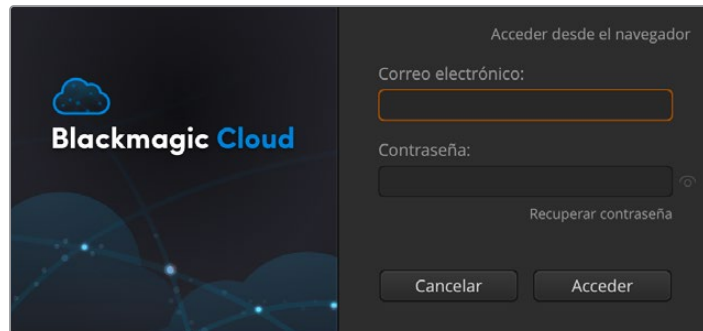 Blackmagic Cloud
Acceder desde el navegador
Correo electrónico:
Contraseña:
Recuperar contraseña
Cancelar
Acceder